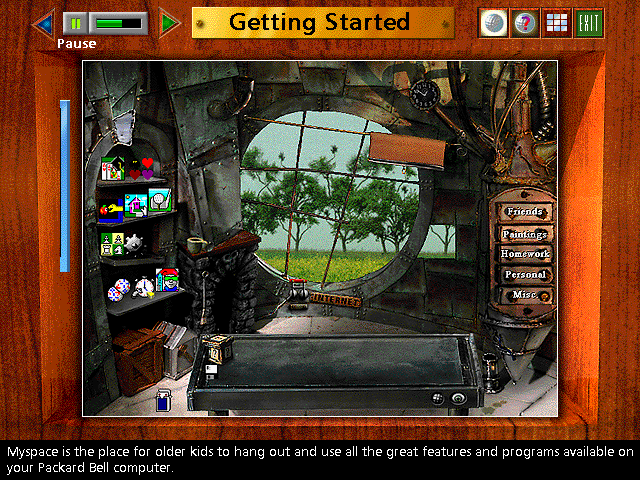 Getting Started
EXIT
Pause
Friends
Paintings
Homework
Personal
Misc.
INTERNET
Myspace is the place for older kids to hang out and use all the great features and programs available on
your Packard Bell computer.